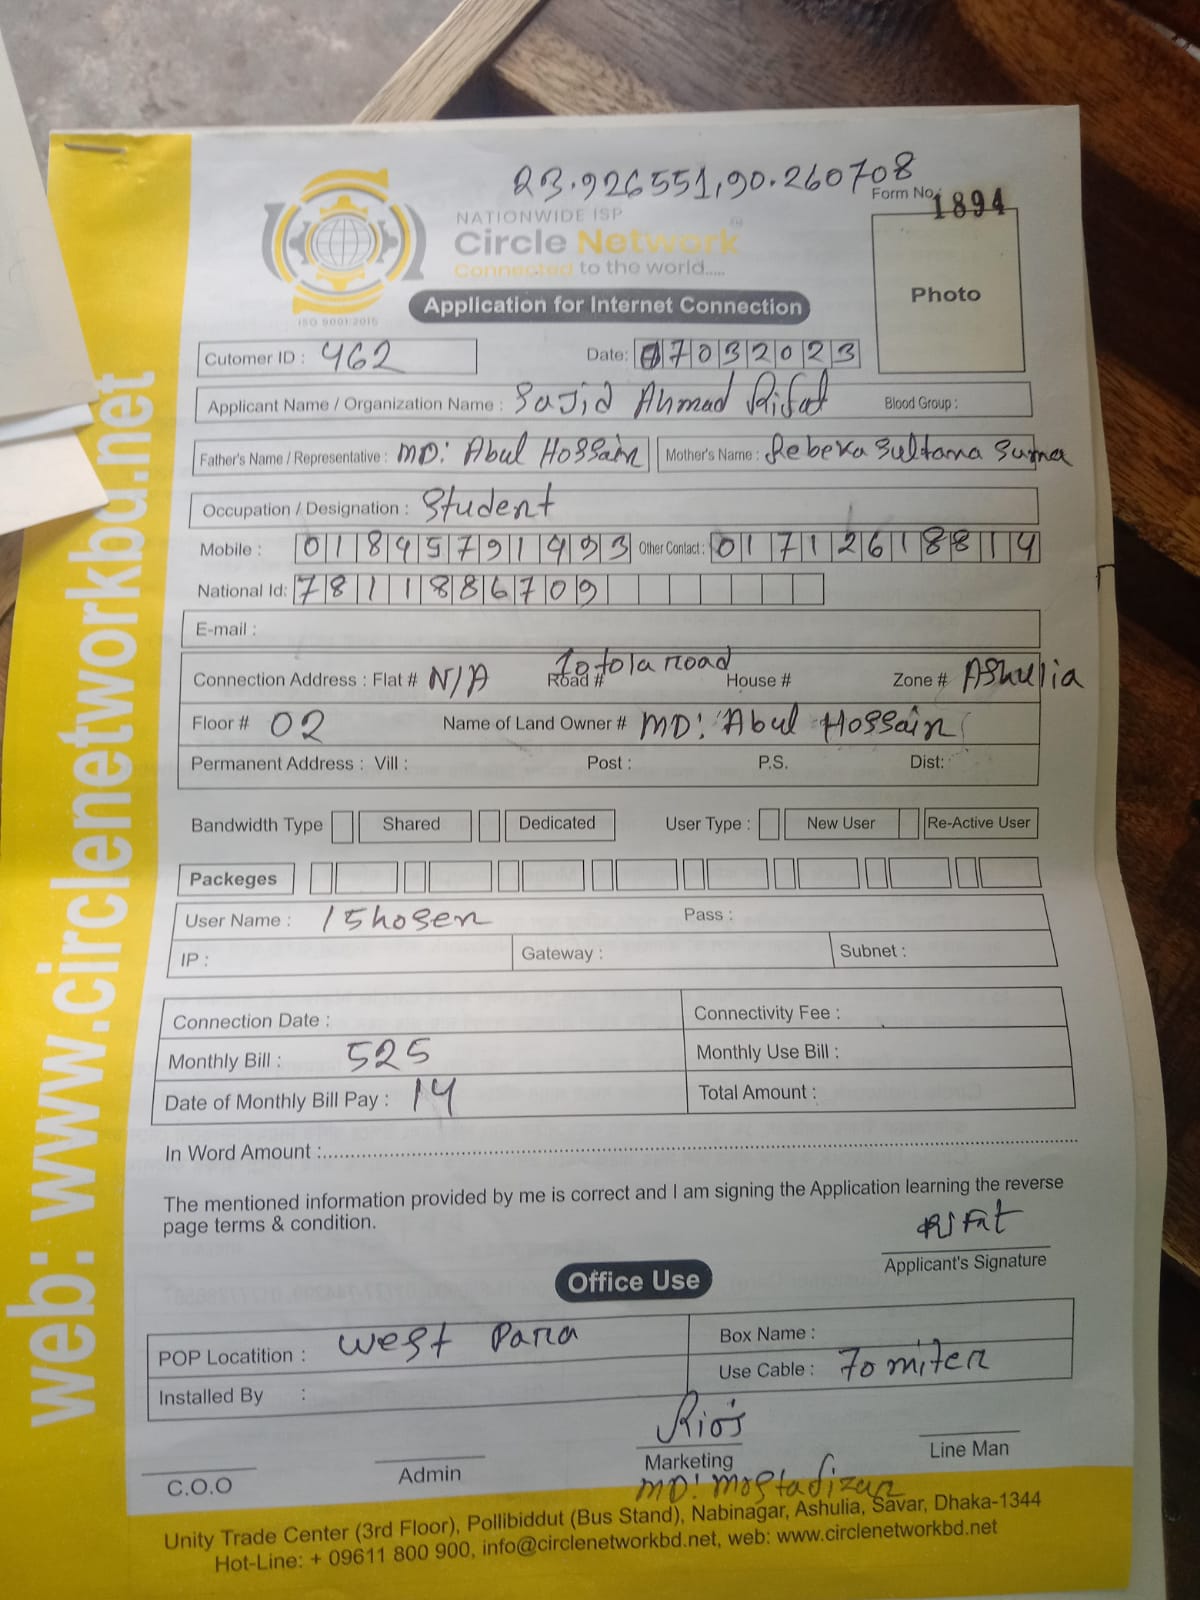 23.926551,90.260708
Form No. 1894
NATIONWIDE ISP
Circle Network
Connected to the world.....
ISO 9001:2015
Application for Internet Connection
Photo
Cutomer ID : 462
Date: 07032023
Applicant Name / Organization Name : Sajid Ahmad Rifat Blood Group :
Father's Name / Representative : MD: Abul Hossain Mother's Name : Rebeka Sultana Suma
Occupation / Designation : Student
Mobile : 01845791493 Other Contact : 01712618814
National Id: 7811886709
E-mail :
Connection Address : Flat # N/A Road # Totola road House # Zone # Ashulia
Floor # 02 Name of Land Owner # MD: Abul Hossain
Permanent Address : Vill : Post : P.S. Dist:
Bandwidth Type Shared Dedicated User Type : New User Re-Active User
Packeges
User Name : 15hosen Pass :
IP : Gateway : Subnet :
Connection Date : Connectivity Fee :
Monthly Bill : 525 Monthly Use Bill :
Date of Monthly Bill Pay : 14 Total Amount :
In Word Amount :
The mentioned information provided by me is correct and I am signing the Application learning the reverse
page terms & condition.
Rifat
Applicant's Signature
Office Use
POP Locatition : West Para Box Name :
Installed By : Use Cable : 70 miter
C.O.O Admin Marketing Line Man
MD: Mostafizar
Unity Trade Center (3rd Floor), Pollibiddut (Bus Stand), Nabinagar, Ashulia, Savar, Dhaka-1344
Hot-Line: + 09611 800 900, info@circlenetworkbd.net, web: www.circlenetworkbd.net
web: www.circlenetworkbd.net